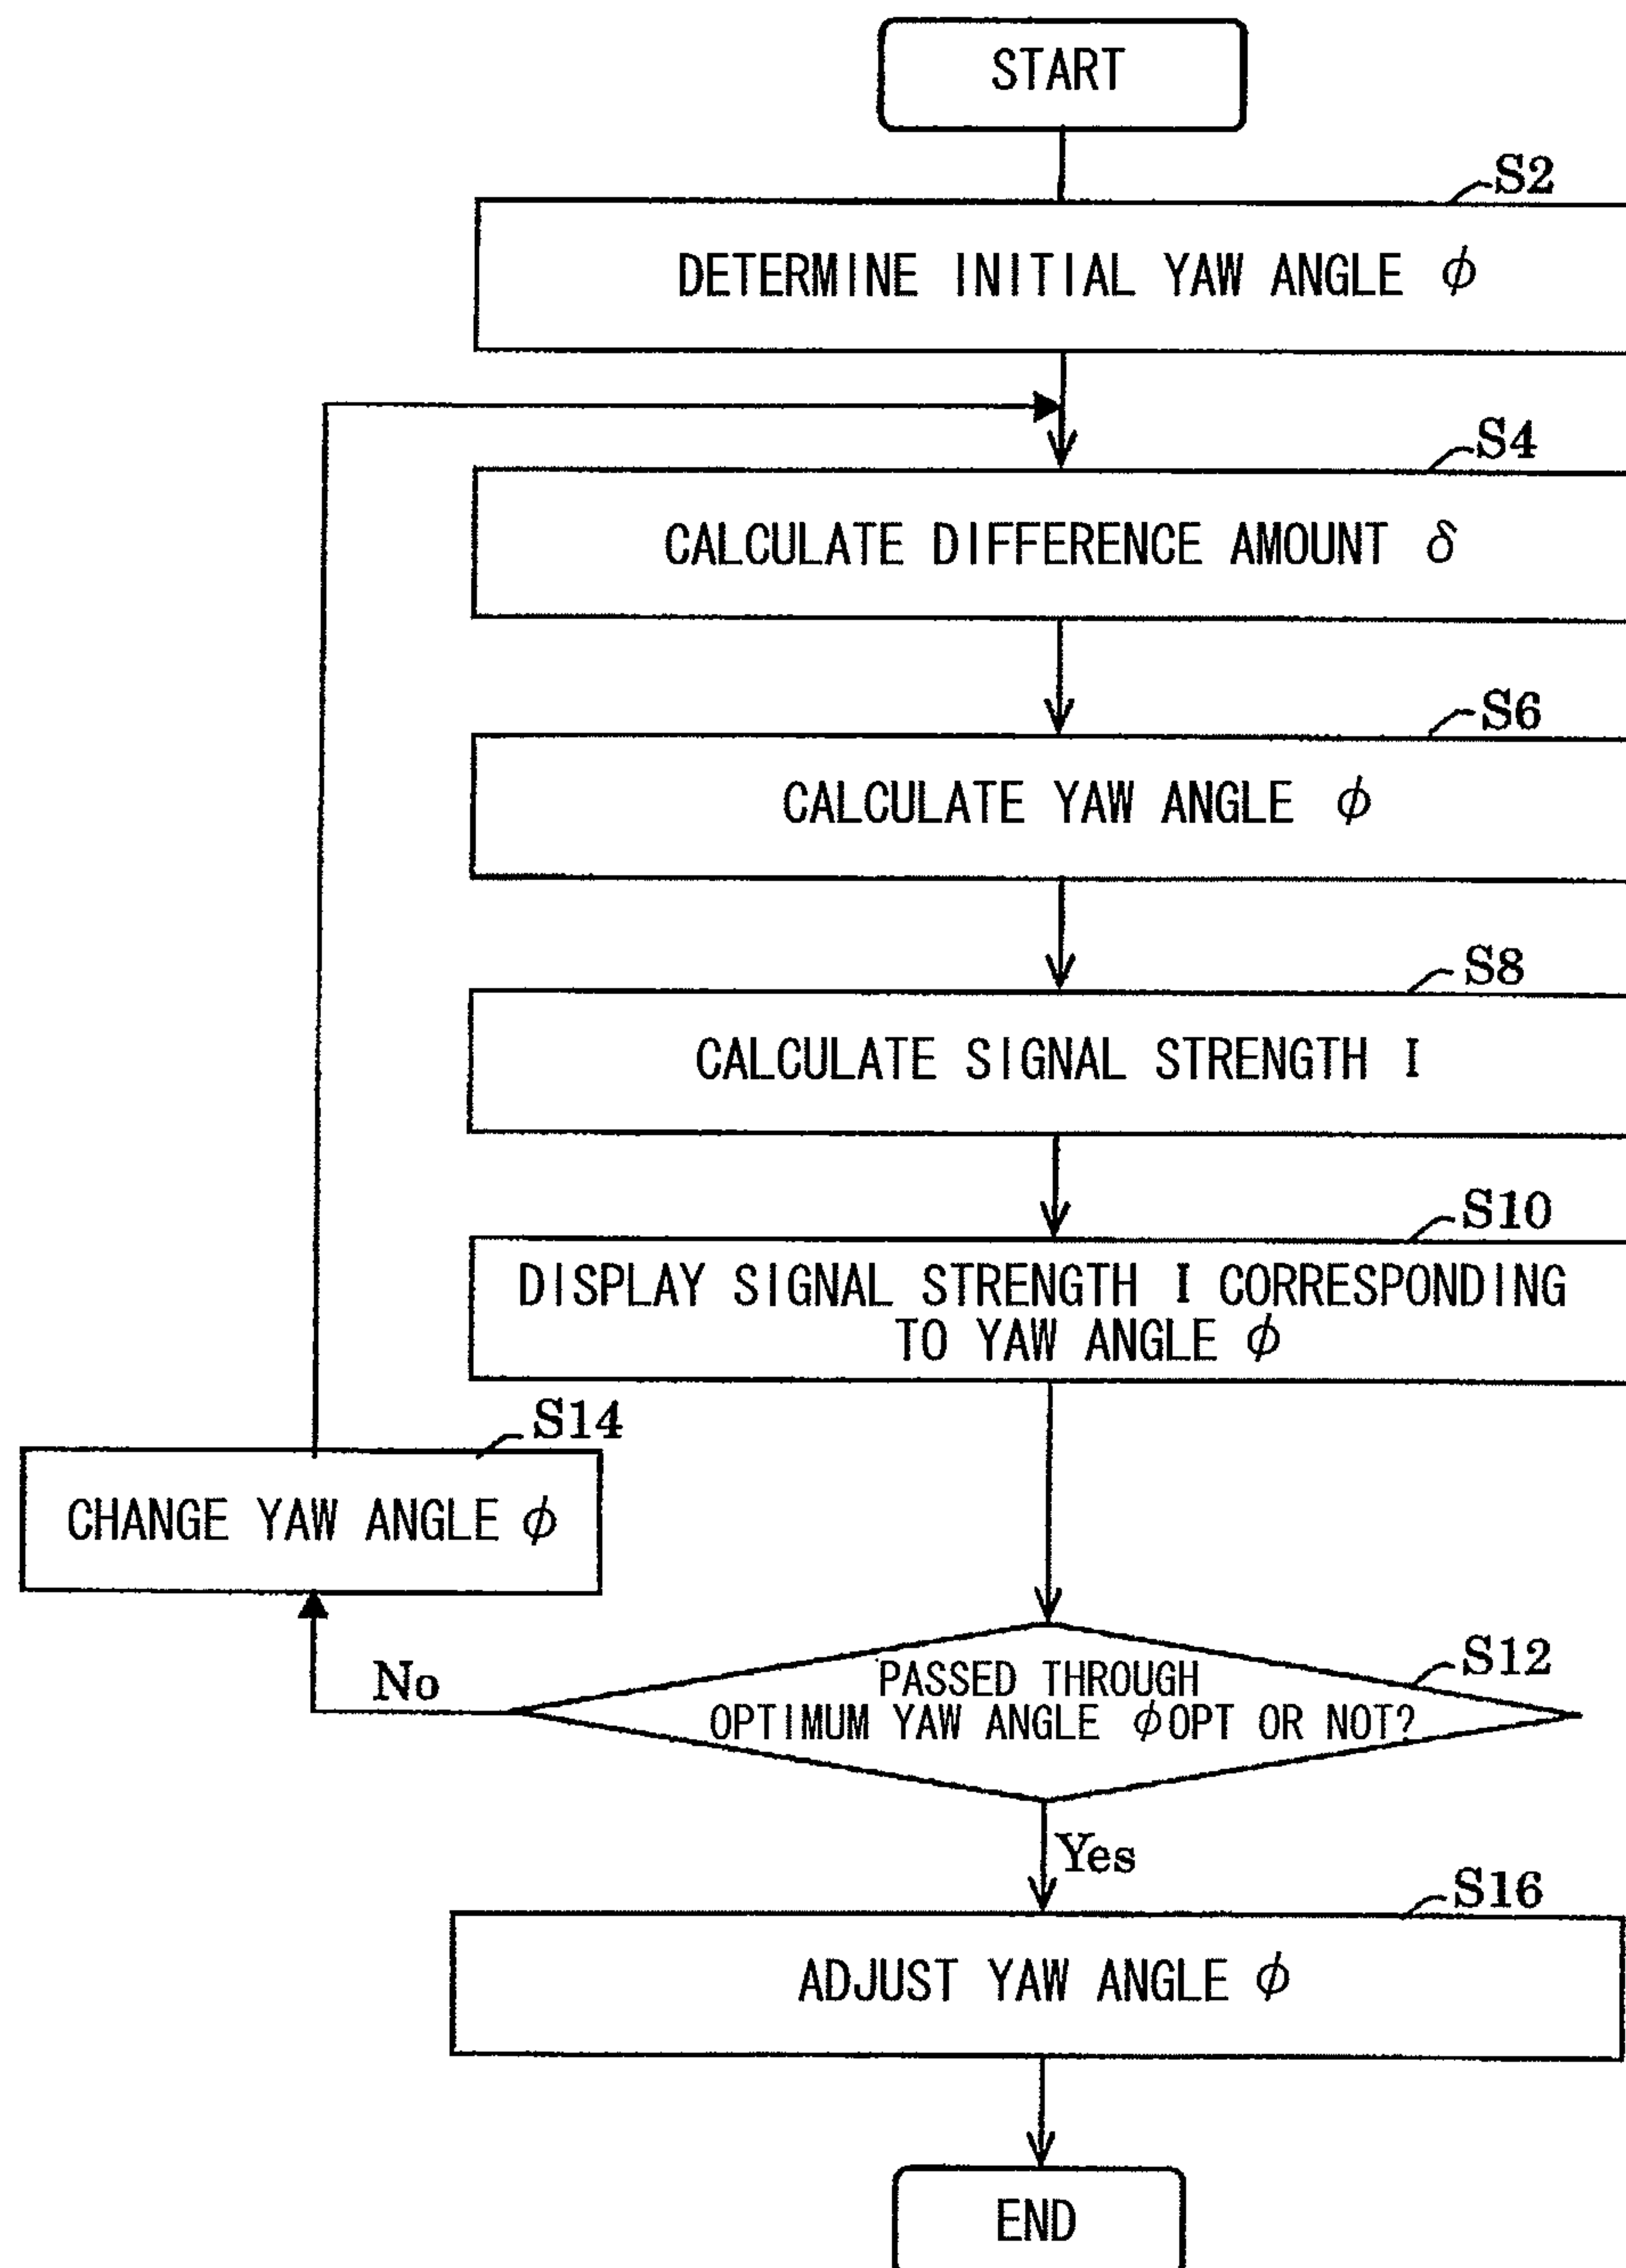 START
S2
DETERMINE INITIAL YAW ANGLE ϕ
S4
CALCULATE DIFFERENCE AMOUNT δ
S6
CALCULATE YAW ANGLE ϕ
S8
CALCULATE SIGNAL STRENGTH I
S10
DISPLAY SIGNAL STRENGTH I CORRESPONDING
TO YAW ANGLE ϕ
S14
CHANGE YAW ANGLE ϕ
S12
PASSED THROUGH
OPTIMUM YAW ANGLE ϕOPT OR NOT?
No
Yes
S16
ADJUST YAW ANGLE ϕ
END